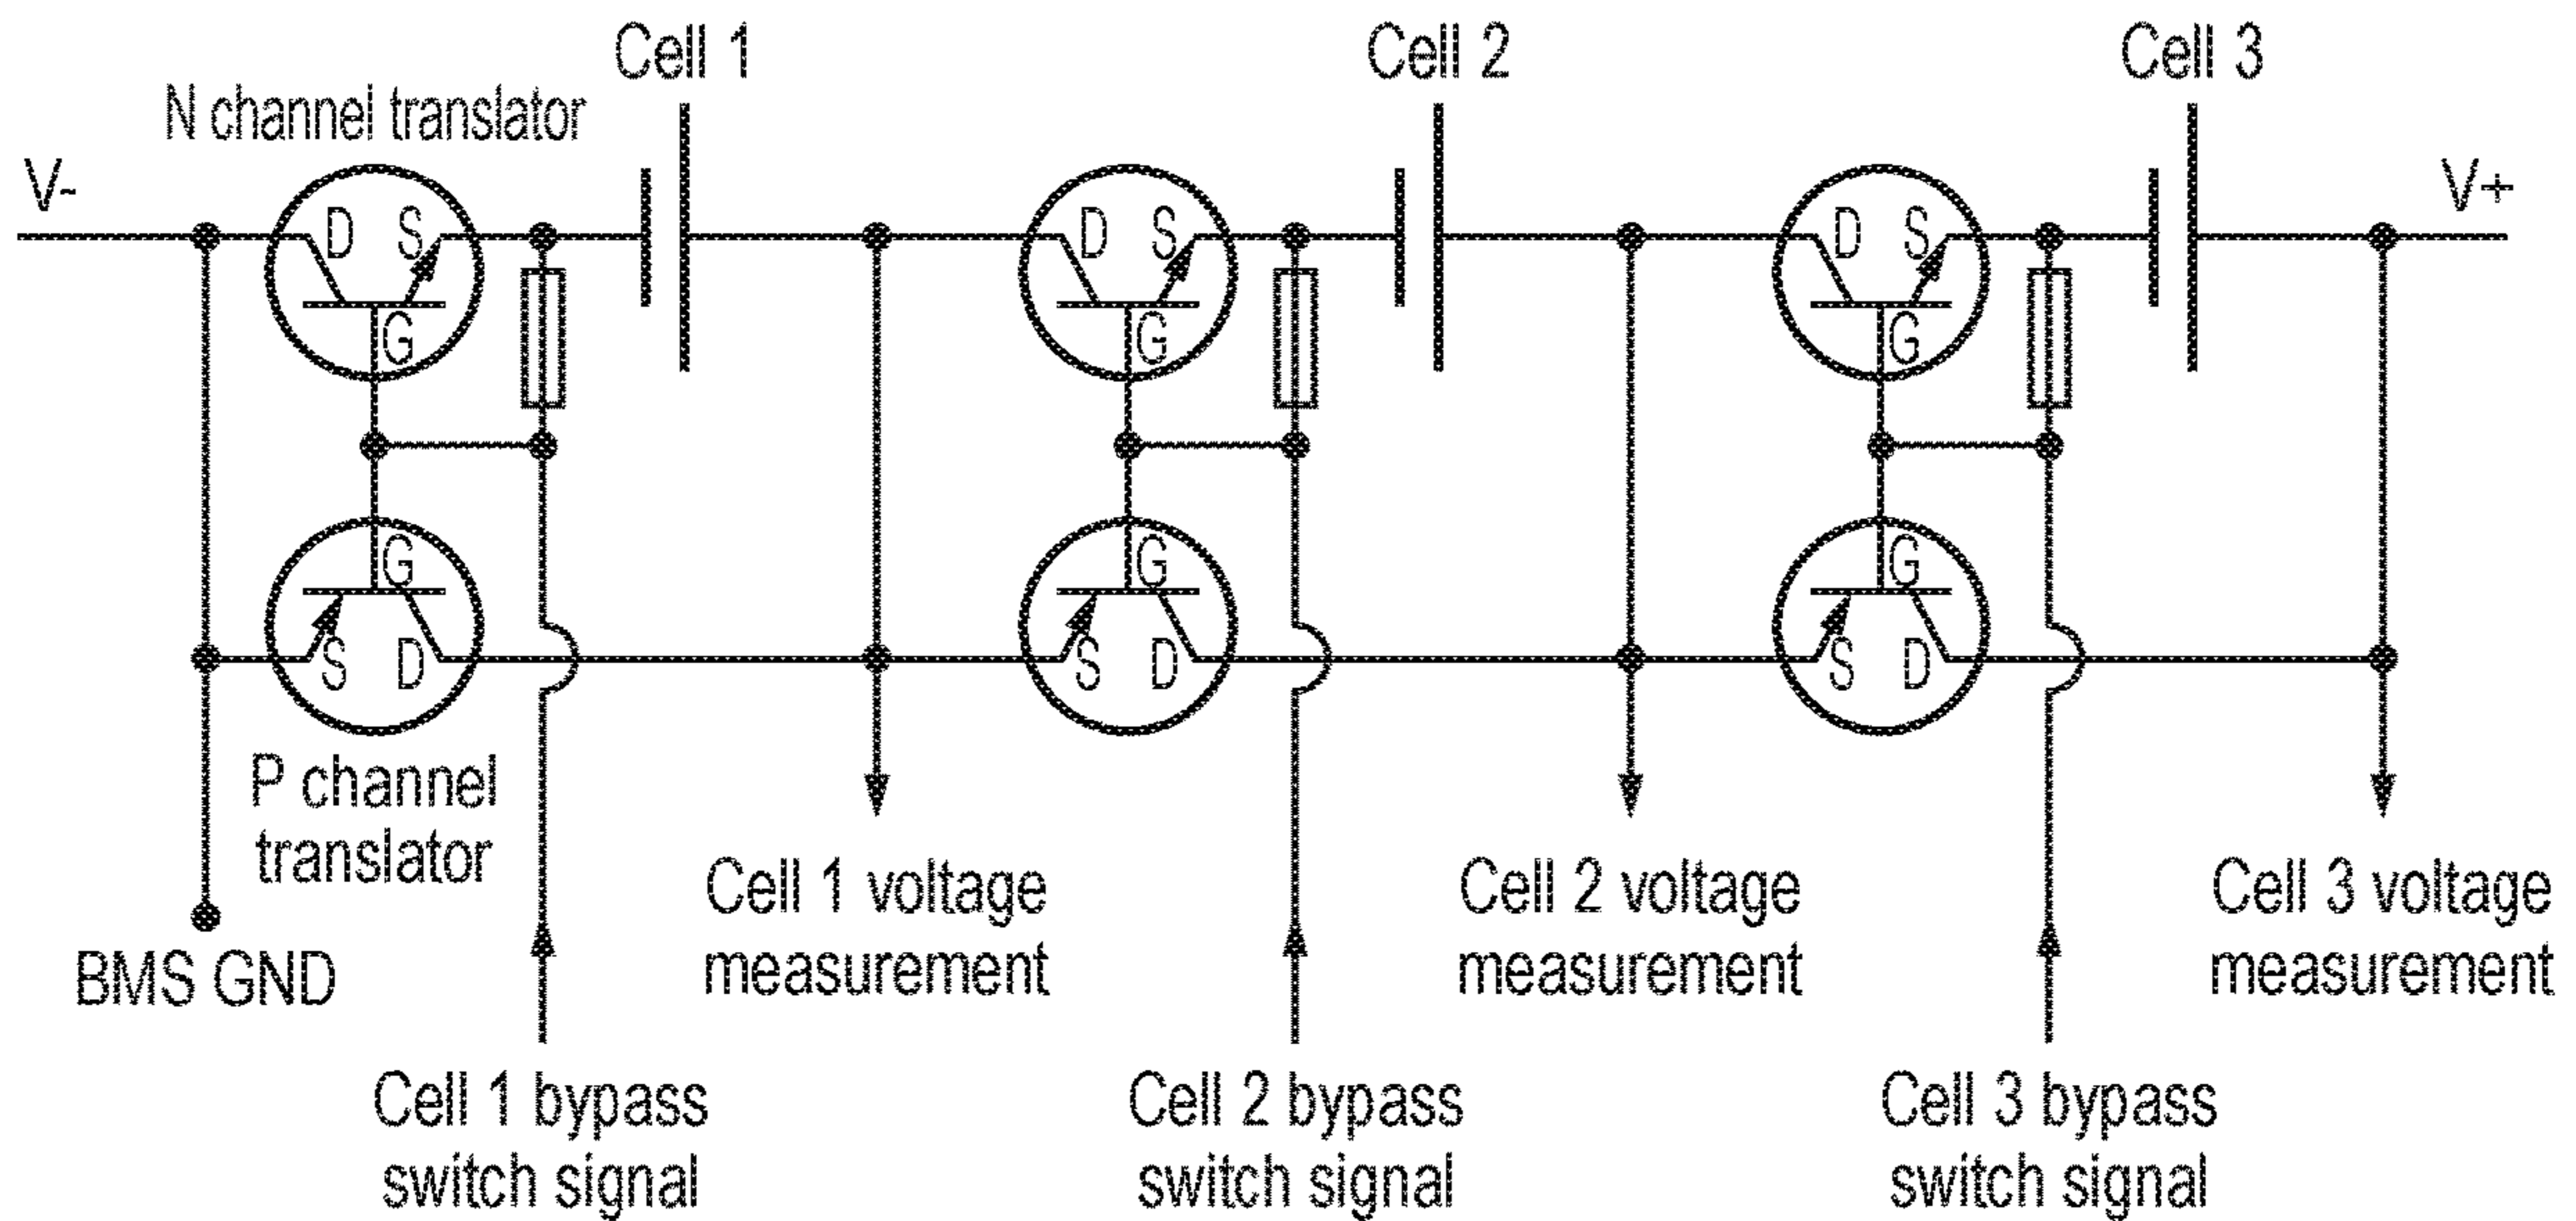 Cell 1
Cell 2
Cell 3
N channel translator
V-
V+
D S
D S
D S
G
G
G
G
G
G
S D
S D
S D
P channel
translator
BMS GND
Cell 1 voltage
measurement
Cell 2 voltage
measurement
Cell 3 voltage
measurement
Cell 1 bypass
switch signal
Cell 2 bypass
switch signal
Cell 3 bypass
switch signal